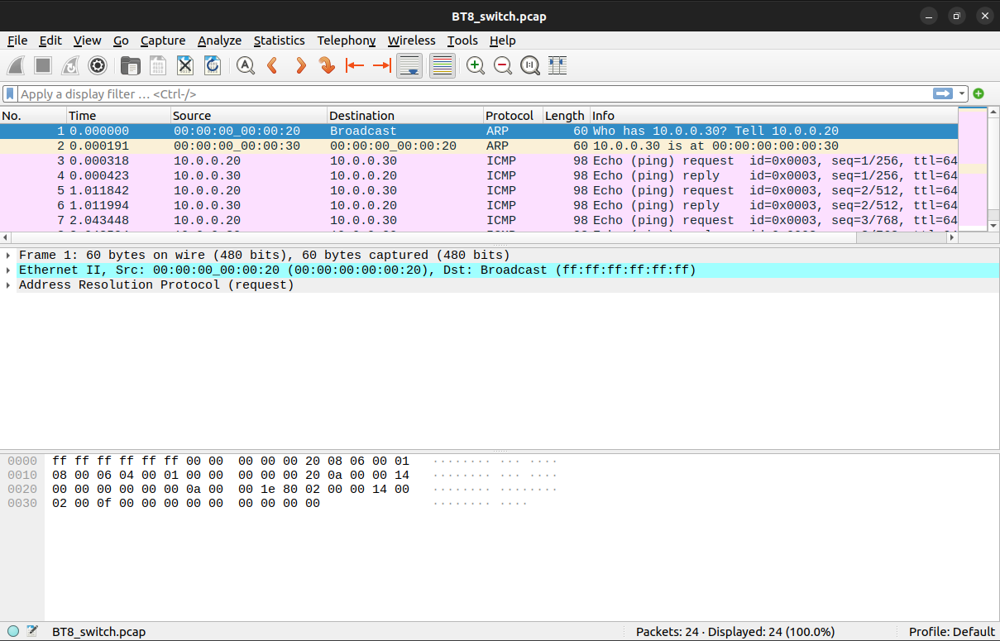 BT8_switch.pcap
File Edit View Go Capture Analyze Statistics Telephony Wireless Tools Help
Apply a display filter … <Ctrl-/>
No. Time Source Destination Protocol Length Info
1 0.000000 00:00:00_00:00:20 Broadcast ARP 60 Who has 10.0.0.30? Tell 10.0.0.20
2 0.000191 00:00:00_00:00:30 00:00:00_00:00:20 ARP 60 10.0.0.30 is at 00:00:00:00:00:30
3 0.000318 10.0.0.20 10.0.0.30 ICMP 98 Echo (ping) request id=0x0003, seq=1/256, ttl=64
4 0.000423 10.0.0.30 10.0.0.20 ICMP 98 Echo (ping) reply id=0x0003, seq=1/256, ttl=64
5 1.011842 10.0.0.20 10.0.0.30 ICMP 98 Echo (ping) request id=0x0003, seq=2/512, ttl=64
6 1.011994 10.0.0.30 10.0.0.20 ICMP 98 Echo (ping) reply id=0x0003, seq=2/512, ttl=64
7 2.043448 10.0.0.20 10.0.0.30 ICMP 98 Echo (ping) request id=0x0003, seq=3/768, ttl=64
Frame 1: 60 bytes on wire (480 bits), 60 bytes captured (480 bits)
Ethernet II, Src: 00:00:00_00:00:20 (00:00:00:00:00:20), Dst: Broadcast (ff:ff:ff:ff:ff:ff)
Address Resolution Protocol (request)
0000 ff ff ff ff ff ff 00 00 00 00 00 20 08 06 00 01 ········ ··· ····
0010 08 00 06 04 00 01 00 00 00 00 00 20 0a 00 00 14 ········ ··· ····
0020 00 00 00 00 00 00 0a 00 00 1e 80 02 00 00 14 00 ········ ········
0030 02 00 0f 00 00 00 00 00 00 00 00 00 ········ ····
BT8_switch.pcap Packets: 24 · Displayed: 24 (100.0%) Profile: Default